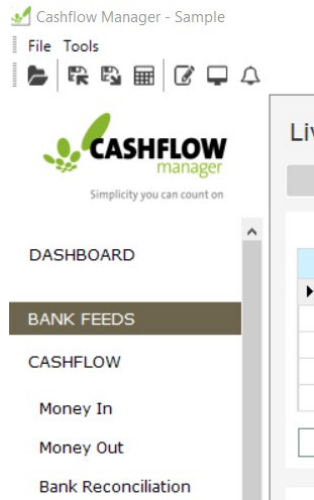 Cashflow Manager - Sample
File Tools
CASHFLOW
manager
Simplicity you can count on
DASHBOARD
BANK FEEDS
CASHFLOW
Money In
Money Out
Bank Reconciliation